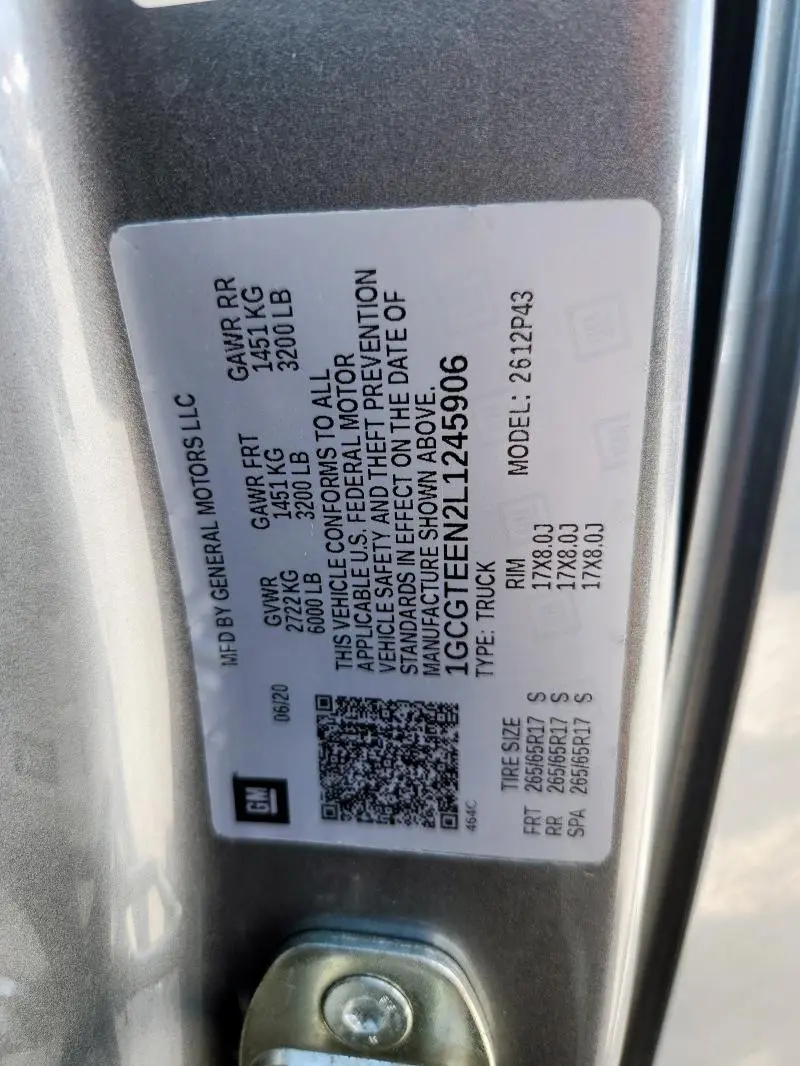 GM
MFD BY GENERAL MOTORS LLC
06/20
GVWR GAWR FRT GAWR RR
2722 KG 1451 KG 1451 KG
6000 LB 3200 LB 3200 LB
THIS VEHICLE CONFORMS TO ALL
APPLICABLE U.S. FEDERAL MOTOR
VEHICLE SAFETY AND THEFT PREVENTION
STANDARDS IN EFFECT ON THE DATE OF
MANUFACTURE SHOWN ABOVE.
1GCGTEEN2L1245906
464C
TYPE: TRUCK
MODEL: 2612P43
TIRE SIZE RIM
FRT 265/65R17 S 17X8.0J
RR 265/65R17 S 17X8.0J
SPA 265/65R17 S 17X8.0J